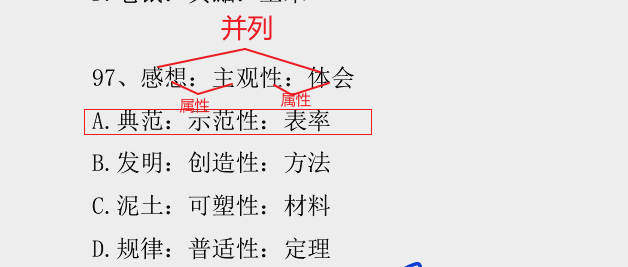 并列
97、感想：主观性：体会
属性 属性
A.典范：示范性：表率
B.发明：创造性：方法
C.泥土：可塑性：材料
D.规律：普适性：定理